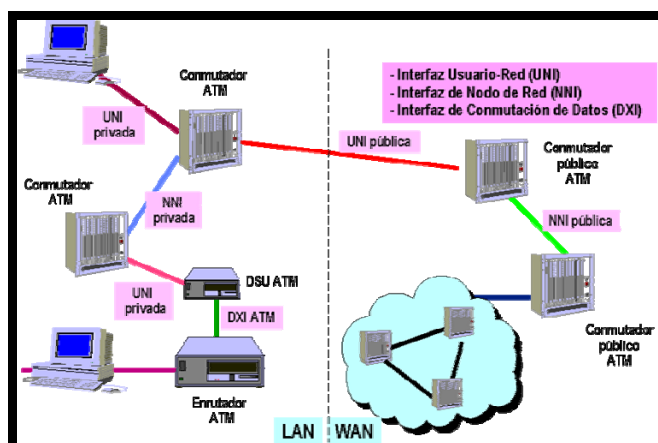 Conmutador
ATM
- Interfaz Usuario-Red (UNI)
- Interfaz de Nodo de Red (NNI)
- Interfaz de Conmutación de Datos (DXI)
UNI
privada
UNI pública
Conmutador
público
ATM
Conmutador
ATM
NNI
privada
NNI pública
UNI
privada
DSU ATM
DXI ATM
Conmutador
público
ATM
Enrutador
ATM
LAN
WAN